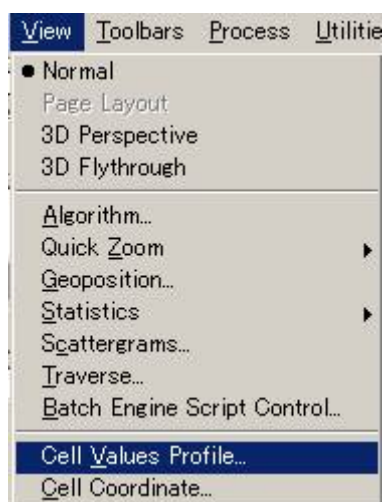 View Toolbars Process Utilitie
Normal
Page Layout
3D Perspective
3D Flythrough
Algorithm...
Quick Zoom
Geoposition...
Statistics
Scattergrams...
Traverse...
Batch Engine Script Control...
Cell Values Profile...
Cell Coordinate...